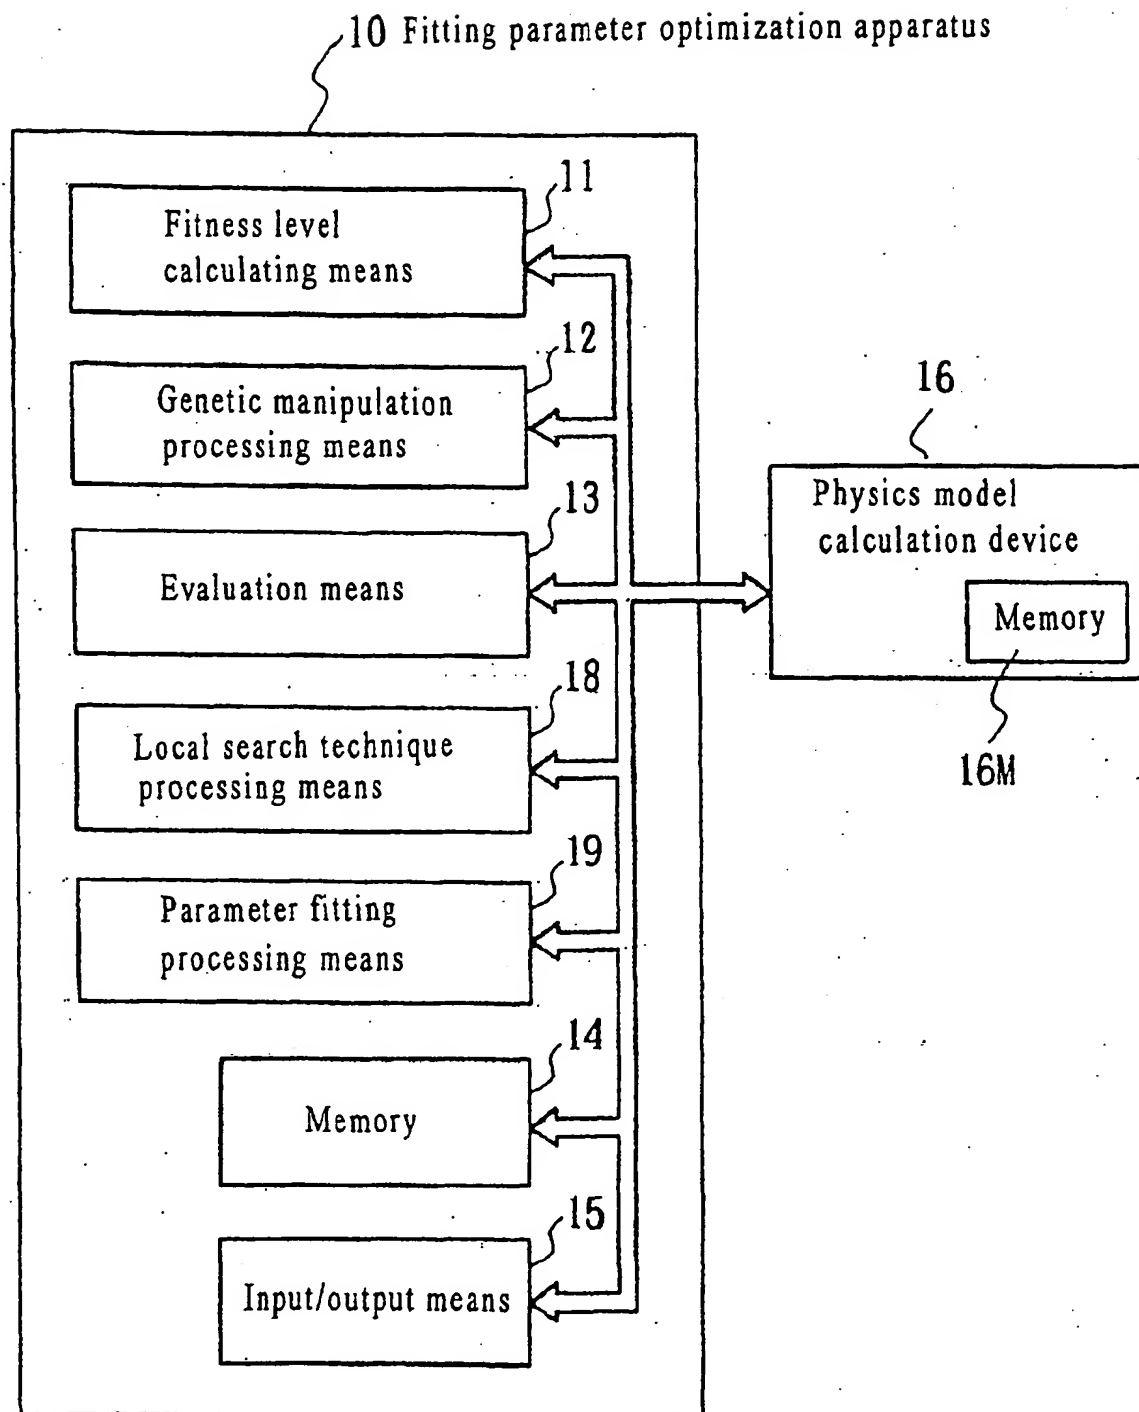 10 Fitting parameter optimization apparatus
11
Fitness level
calculating means
12
Genetic manipulation
processing means
13
Evaluation means
18
Local search technique
processing means
19
Parameter fitting
processing means
14
Memory
15
Input/output means
16
Physics model
calculation device
Memory
16M